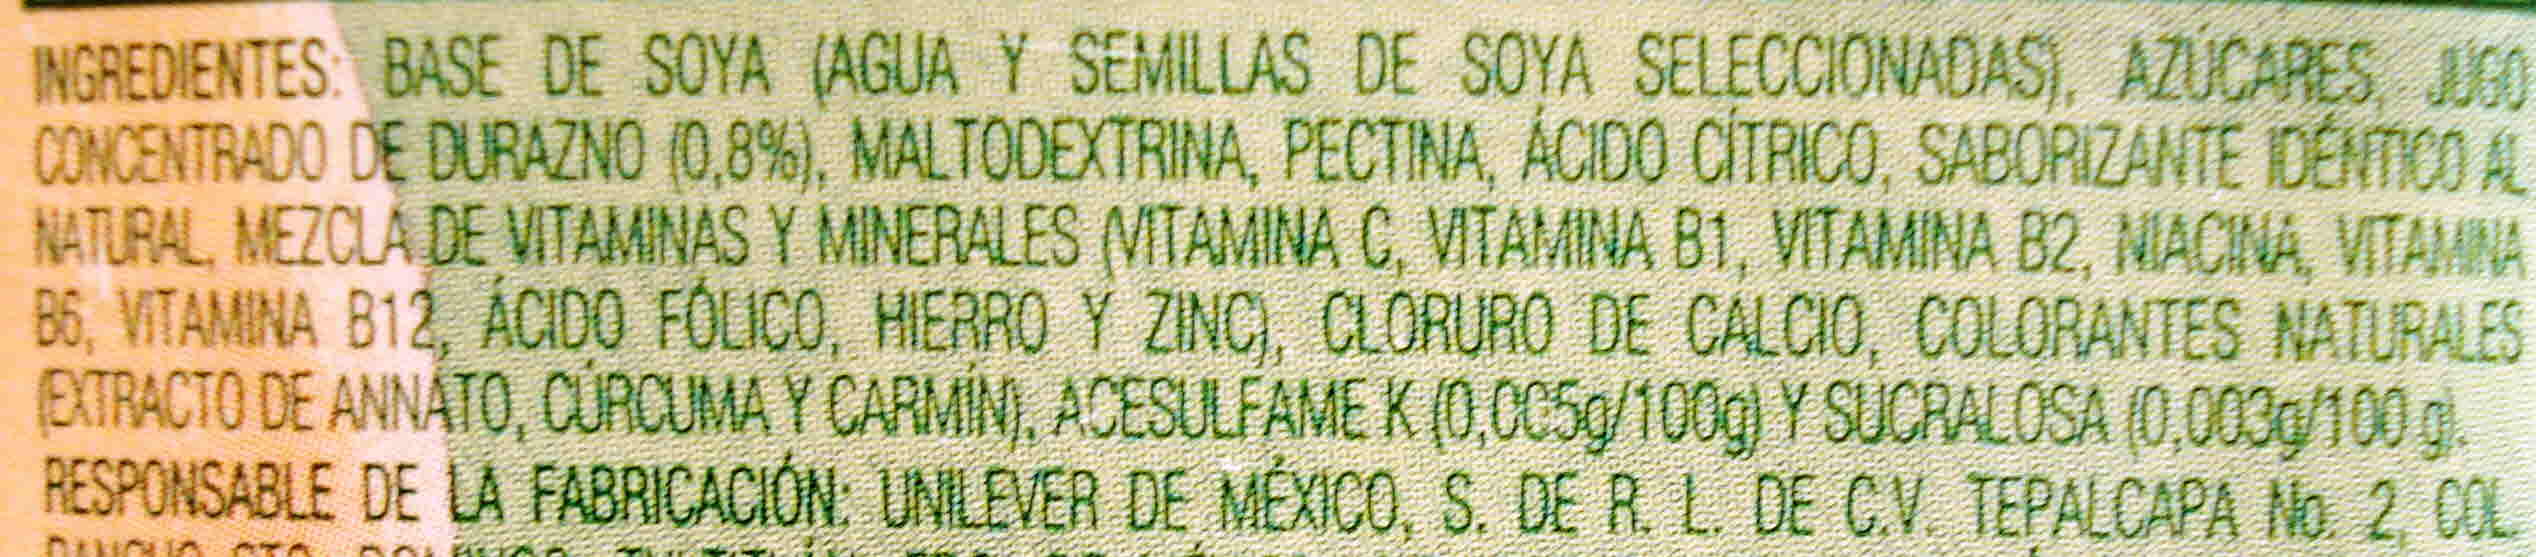 INGREDIENTES: BASE DE SOYA (AGUA Y SEMILLAS DE SOYA SELECCIONADAS), AZÚCARES, JUGO
CONCENTRADO DE DURAZNO (0,8%), MALTODEXTRINA, PECTINA, ÁCIDO CÍTRICO, SABORIZANTE IDÉNTICO AL
NATURAL, MEZCLA DE VITAMINAS Y MINERALES (VITAMINA C, VITAMINA B1, VITAMINA B2, NIACINA, VITAMINA
B6, VITAMINA B12, ÁCIDO FÓLICO, HIERRO Y ZINC), CLORURO DE CALCIO, COLORANTES NATURALES
(EXTRACTO DE ANNATO, CÚRCUMA Y CARMÍN), ACESULFAME K (0,005g/100g) Y SUCRALOSA (0,003g/100 g).
RESPONSABLE DE LA FABRICACIÓN: UNILEVER DE MÉXICO, S. DE R. L. DE C.V. TEPALCAPA No. 2, COL.